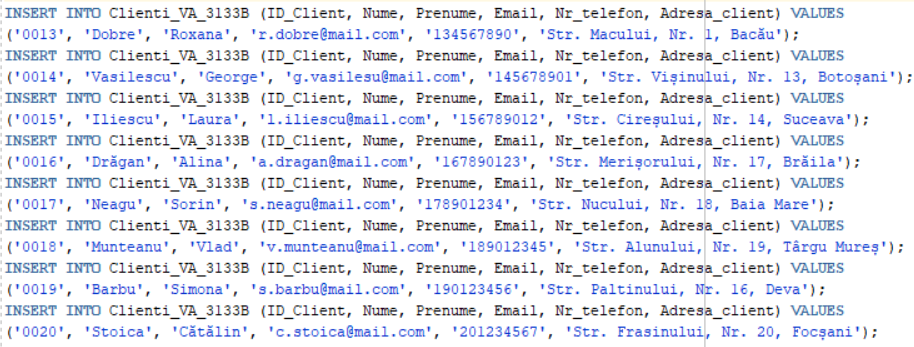 INSERT INTO Clienti_VA_3133B (ID_Client, Nume, Prenume, Email, Nr_telefon, Adresa_client) VALUES
('0013', 'Dobre', 'Roxana', 'r.dobre@mail.com', '134567890', 'Str. Macului, Nr. 1, Bacău');
INSERT INTO Clienti_VA_3133B (ID_Client, Nume, Prenume, Email, Nr_telefon, Adresa_client) VALUES
('0014', 'Vasilescu', 'George', 'g.vasilesu@mail.com', '145678901', 'Str. Vișinului, Nr. 13, Botoșani');
INSERT INTO Clienti_VA_3133B (ID_Client, Nume, Prenume, Email, Nr_telefon, Adresa_client) VALUES
('0015', 'Iliescu', 'Laura', 'l.iliescu@mail.com', '156789012', 'Str. Cireșului, Nr. 14, Suceava');
INSERT INTO Clienti_VA_3133B (ID_Client, Nume, Prenume, Email, Nr_telefon, Adresa_client) VALUES
('0016', 'Drăgan', 'Alina', 'a.dragan@mail.com', '167890123', 'Str. Merișorului, Nr. 17, Brăila');
INSERT INTO Clienti_VA_3133B (ID_Client, Nume, Prenume, Email, Nr_telefon, Adresa_client) VALUES
('0017', 'Neagu', 'Sorin', 's.neagu@mail.com', '178901234', 'Str. Nucului, Nr. 18, Baia Mare');
INSERT INTO Clienti_VA_3133B (ID_Client, Nume, Prenume, Email, Nr_telefon, Adresa_client) VALUES
('0018', 'Munteanu', 'Vlad', 'v.munteanu@mail.com', '189012345', 'Str. Alunului, Nr. 19, Târgu Mureș');
INSERT INTO Clienti_VA_3133B (ID_Client, Nume, Prenume, Email, Nr_telefon, Adresa_client) VALUES
('0019', 'Barbu', 'Simona', 's.barbu@mail.com', '190123456', 'Str. Paltinului, Nr. 16, Deva');
INSERT INTO Clienti_VA_3133B (ID_Client, Nume, Prenume, Email, Nr_telefon, Adresa_client) VALUES
('0020', 'Stoica', 'Cătălin', 'c.stoica@mail.com', '201234567', 'Str. Frasinului, Nr. 20, Focșani');